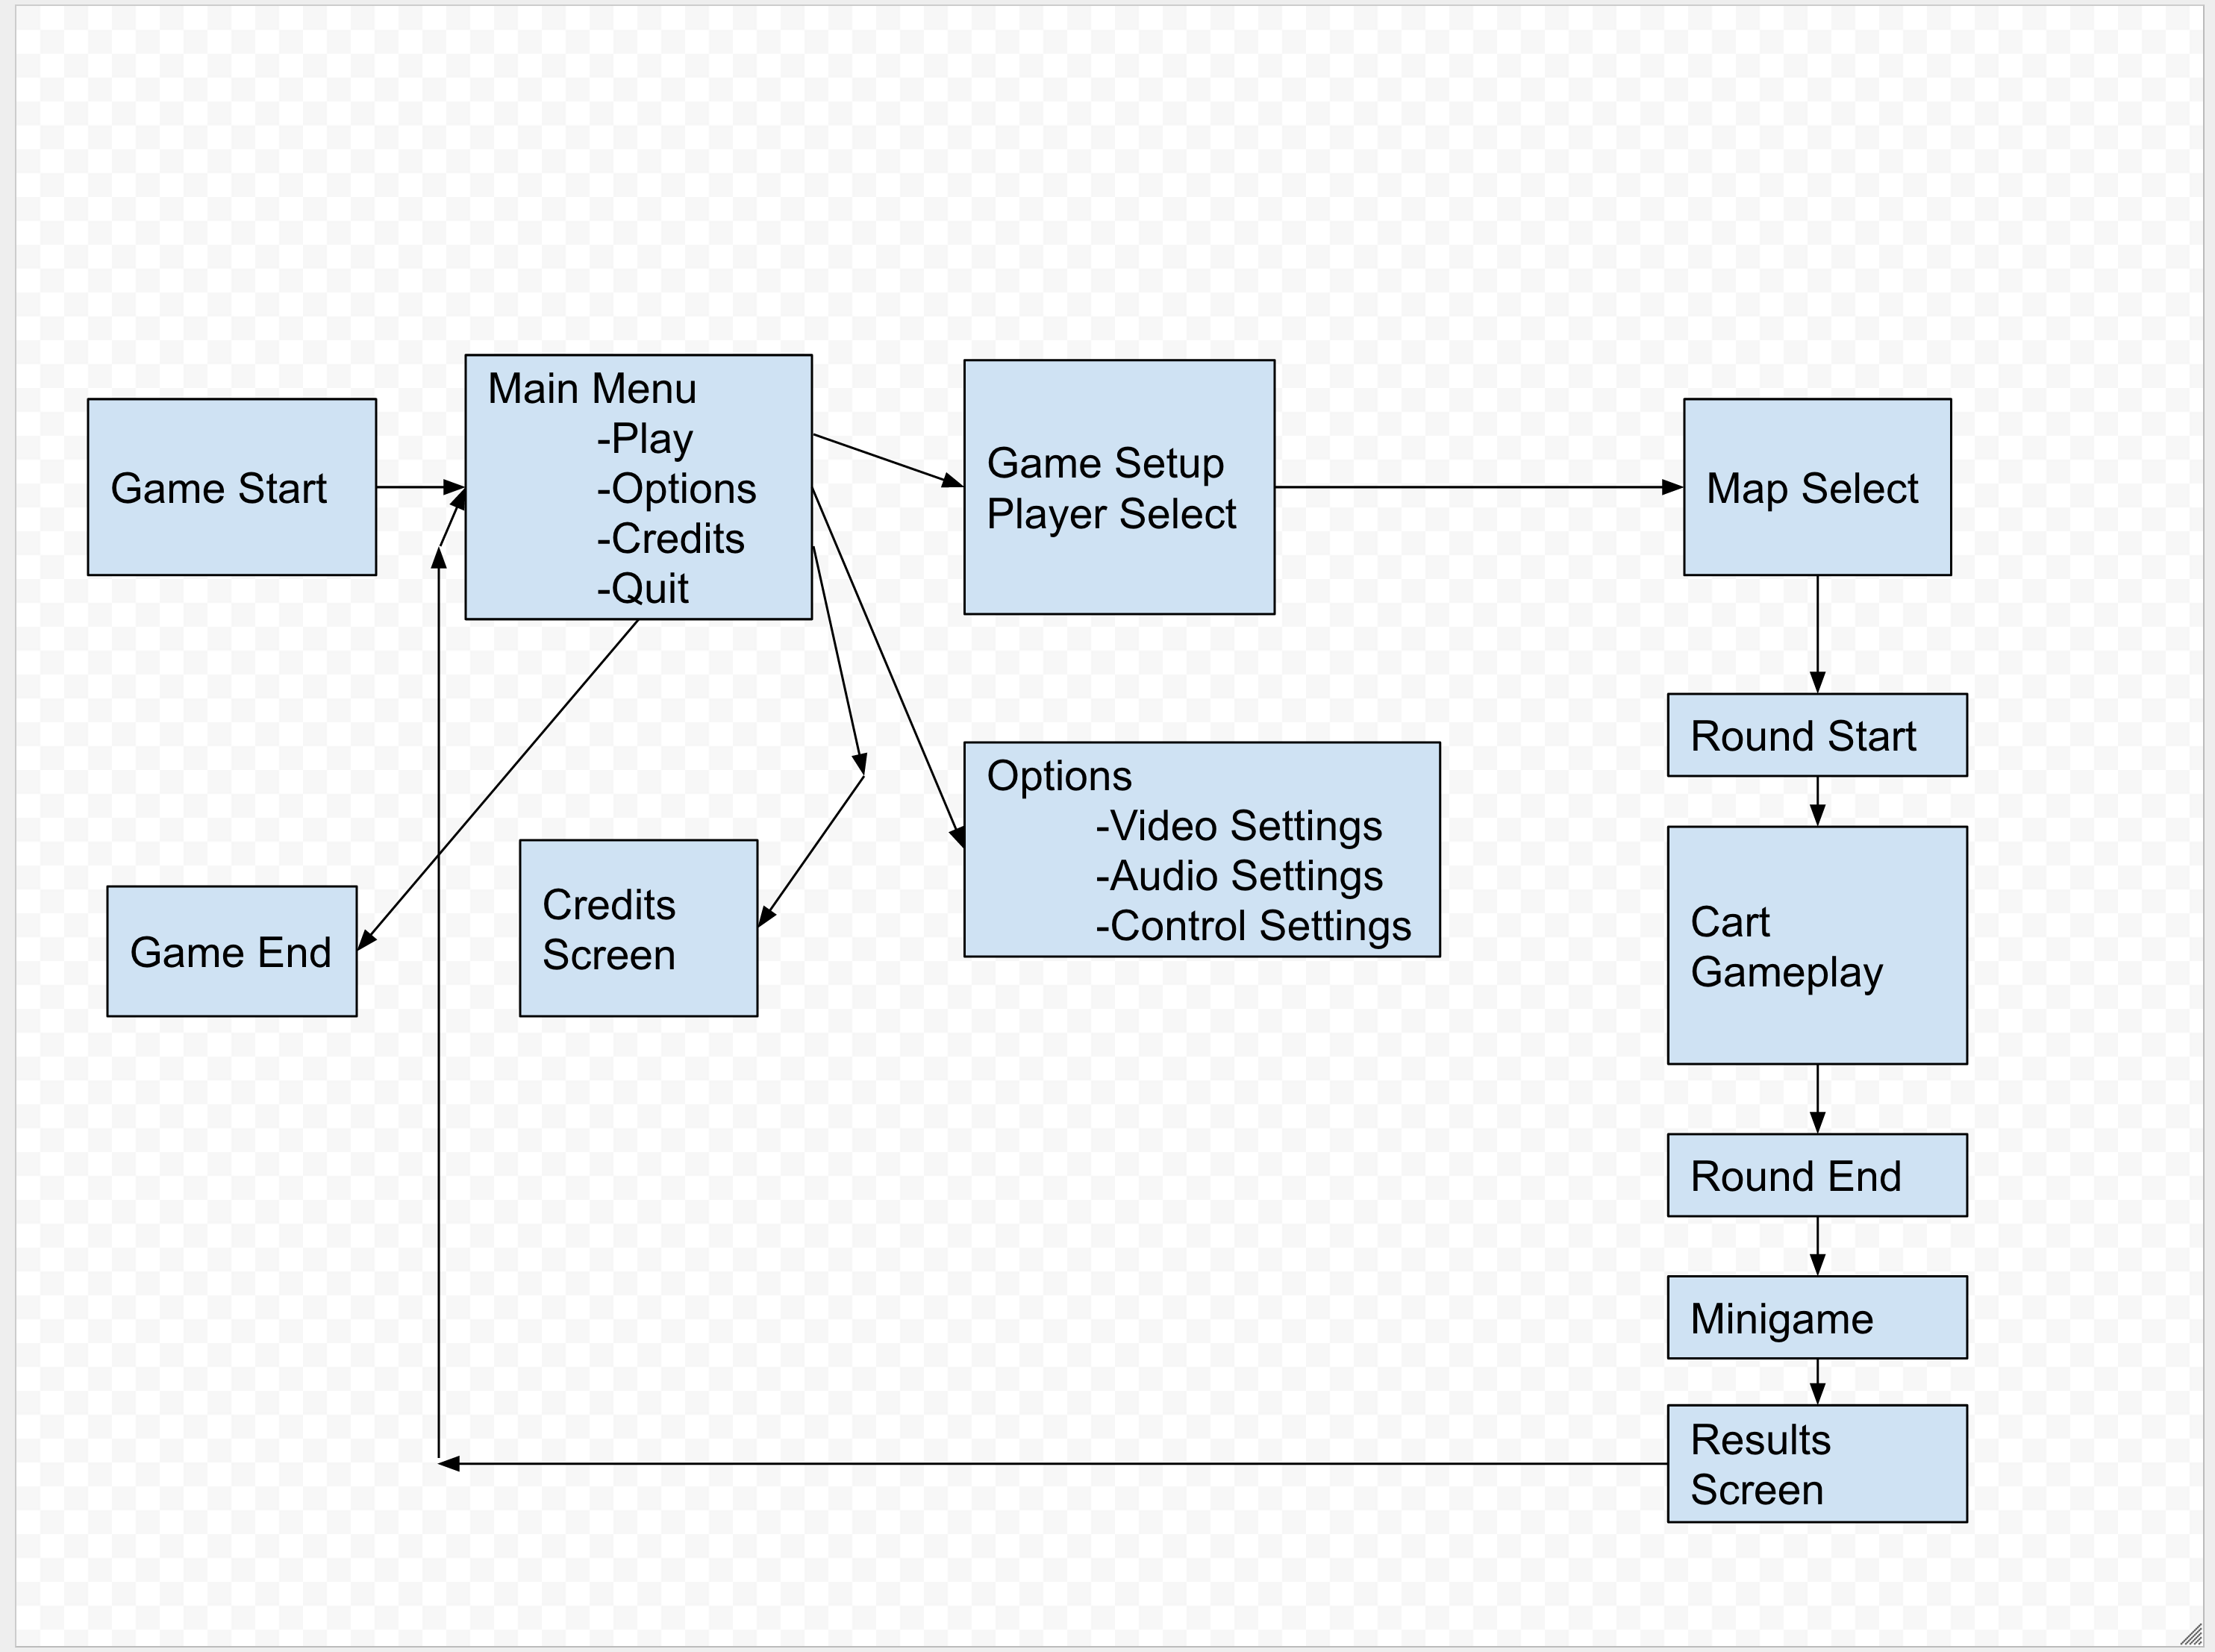 Game Start
Main Menu
-Play
-Options
-Credits
-Quit
Game Setup
Player Select
Map Select
Round Start
Options
-Video Settings
-Audio Settings
-Control Settings
Credits
Screen
Game End
Cart
Gameplay
Round End
Minigame
Results
Screen